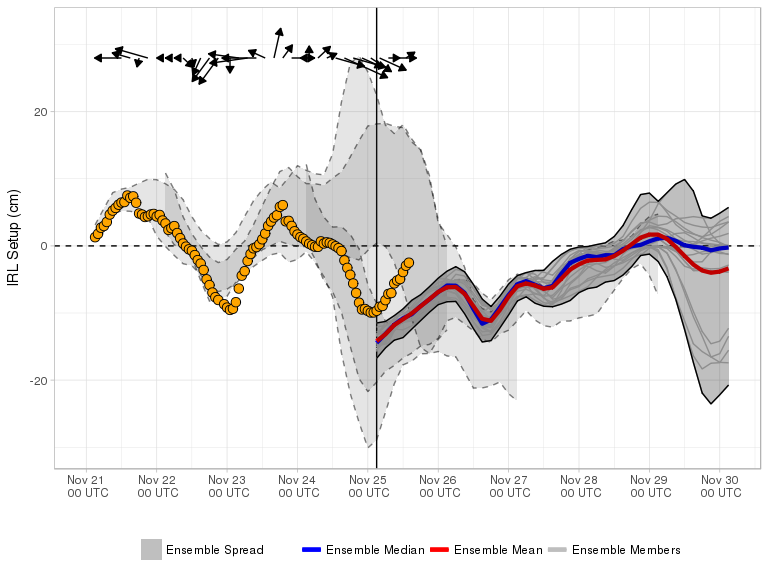 IRL Setup (cm)
20
0
-20
Nov 21 Nov 22 Nov 23 Nov 24 Nov 25 Nov 26 Nov 27 Nov 28 Nov 29 Nov 30
00 UTC 00 UTC 00 UTC 00 UTC 00 UTC 00 UTC 00 UTC 00 UTC 00 UTC 00 UTC
Ensemble Spread Ensemble Median Ensemble Mean Ensemble Members